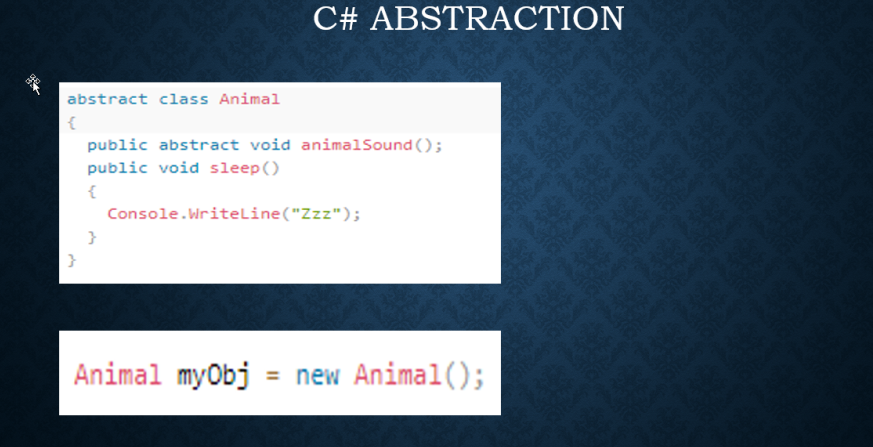 C# ABSTRACTION
abstract class Animal
{
  public abstract void animalSound();
  public void sleep()
  {
    Console.WriteLine("Zzz");
  }
}
Animal myObj = new Animal();